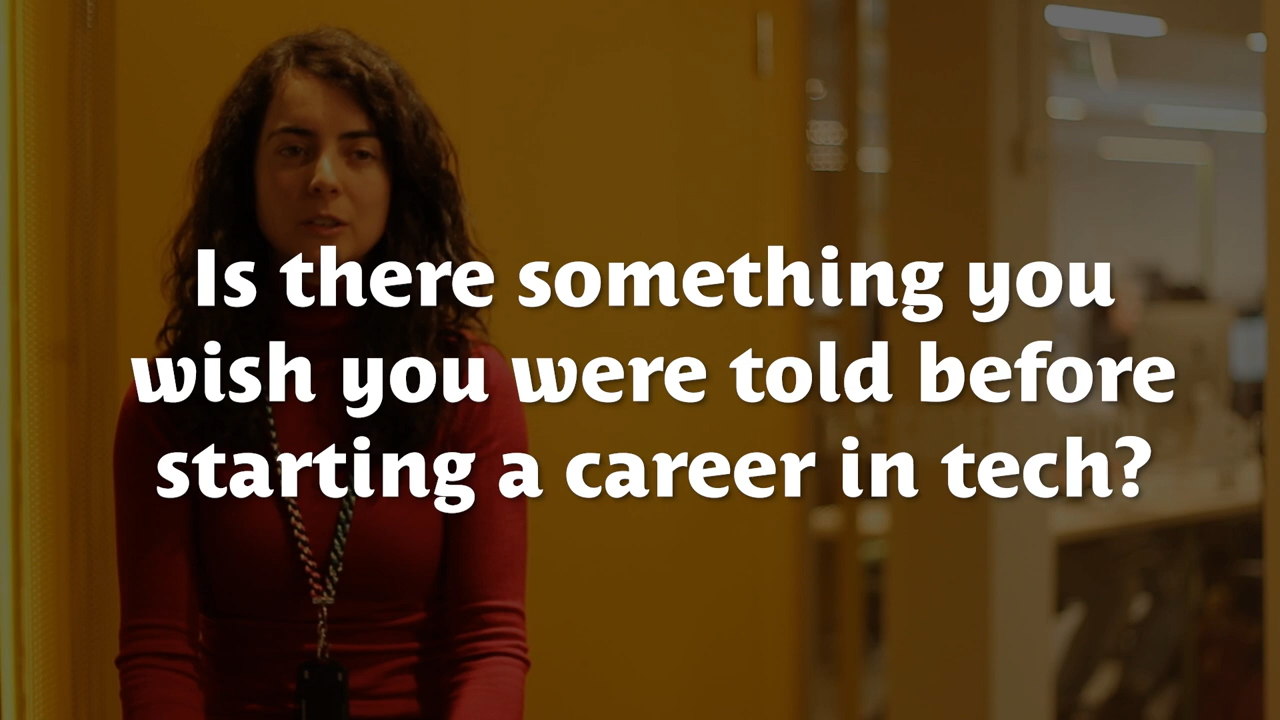 Is there something you
wish you were told before
starting a career in tech?